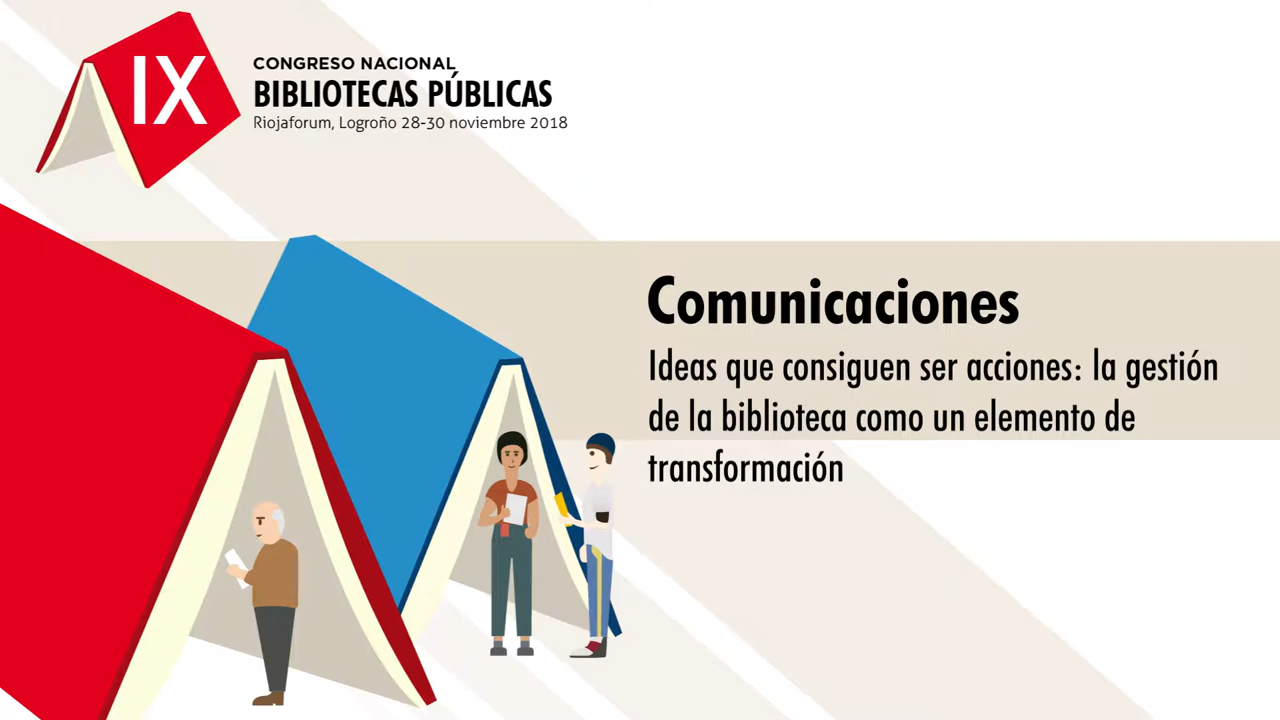 IX
CONGRESO NACIONAL
BIBLIOTECAS PÚBLICAS
Riojaforum, Logroño 28-30 noviembre 2018
Comunicaciones
Ideas que consiguen ser acciones: la gestión
de la biblioteca como un elemento de
transformación